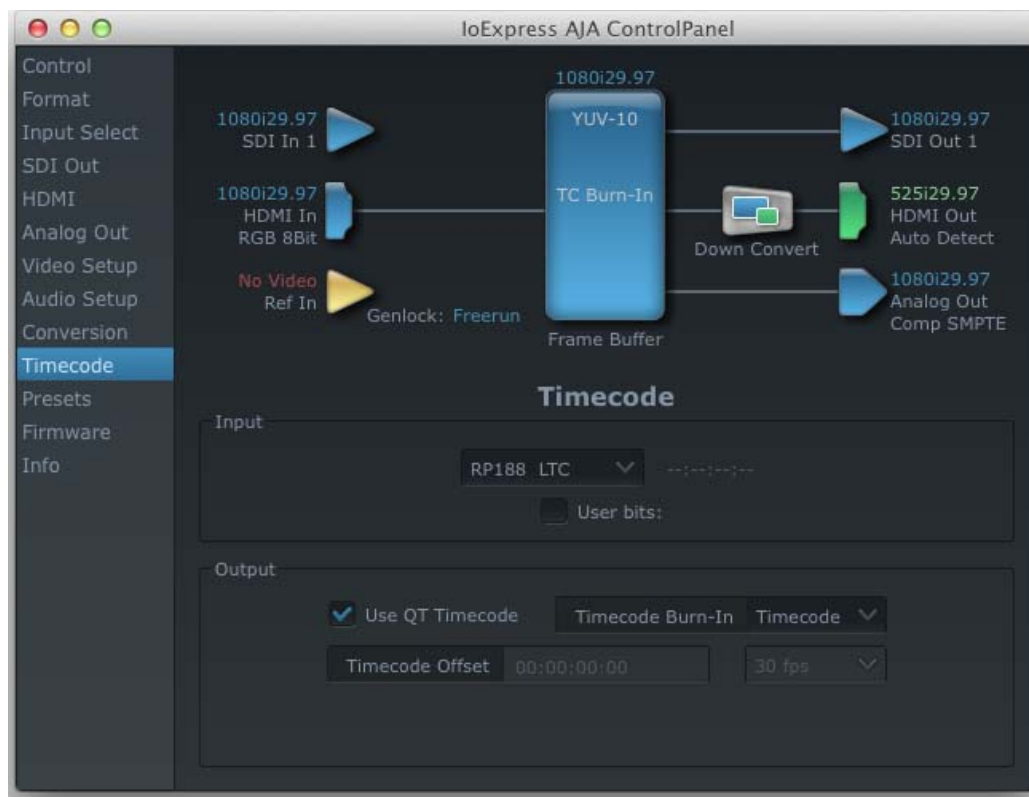 IoExpress AJA ControlPanel
Control
Format
Input Select
SDI Out
HDMI
Analog Out
Video Setup
Audio Setup
Conversion
Timecode
Presets
Firmware
Info
1080i29.97
SDI In 1
1080i29.97
HDMI In
RGB 8Bit
No Video
Ref In
Genlock: Freerun
1080i29.97
YUV-10
TC Burn-In
Frame Buffer
Down Convert
1080i29.97
SDI Out 1
525i29.97
HDMI Out
Auto Detect
1080i29.97
Analog Out
Comp SMPTE
Timecode
Input
RP188 LTC --:--:--:--
User bits:
Output
Use QT Timecode Timecode Burn-In Timecode
Timecode Offset 00:00:00:00 30 fps